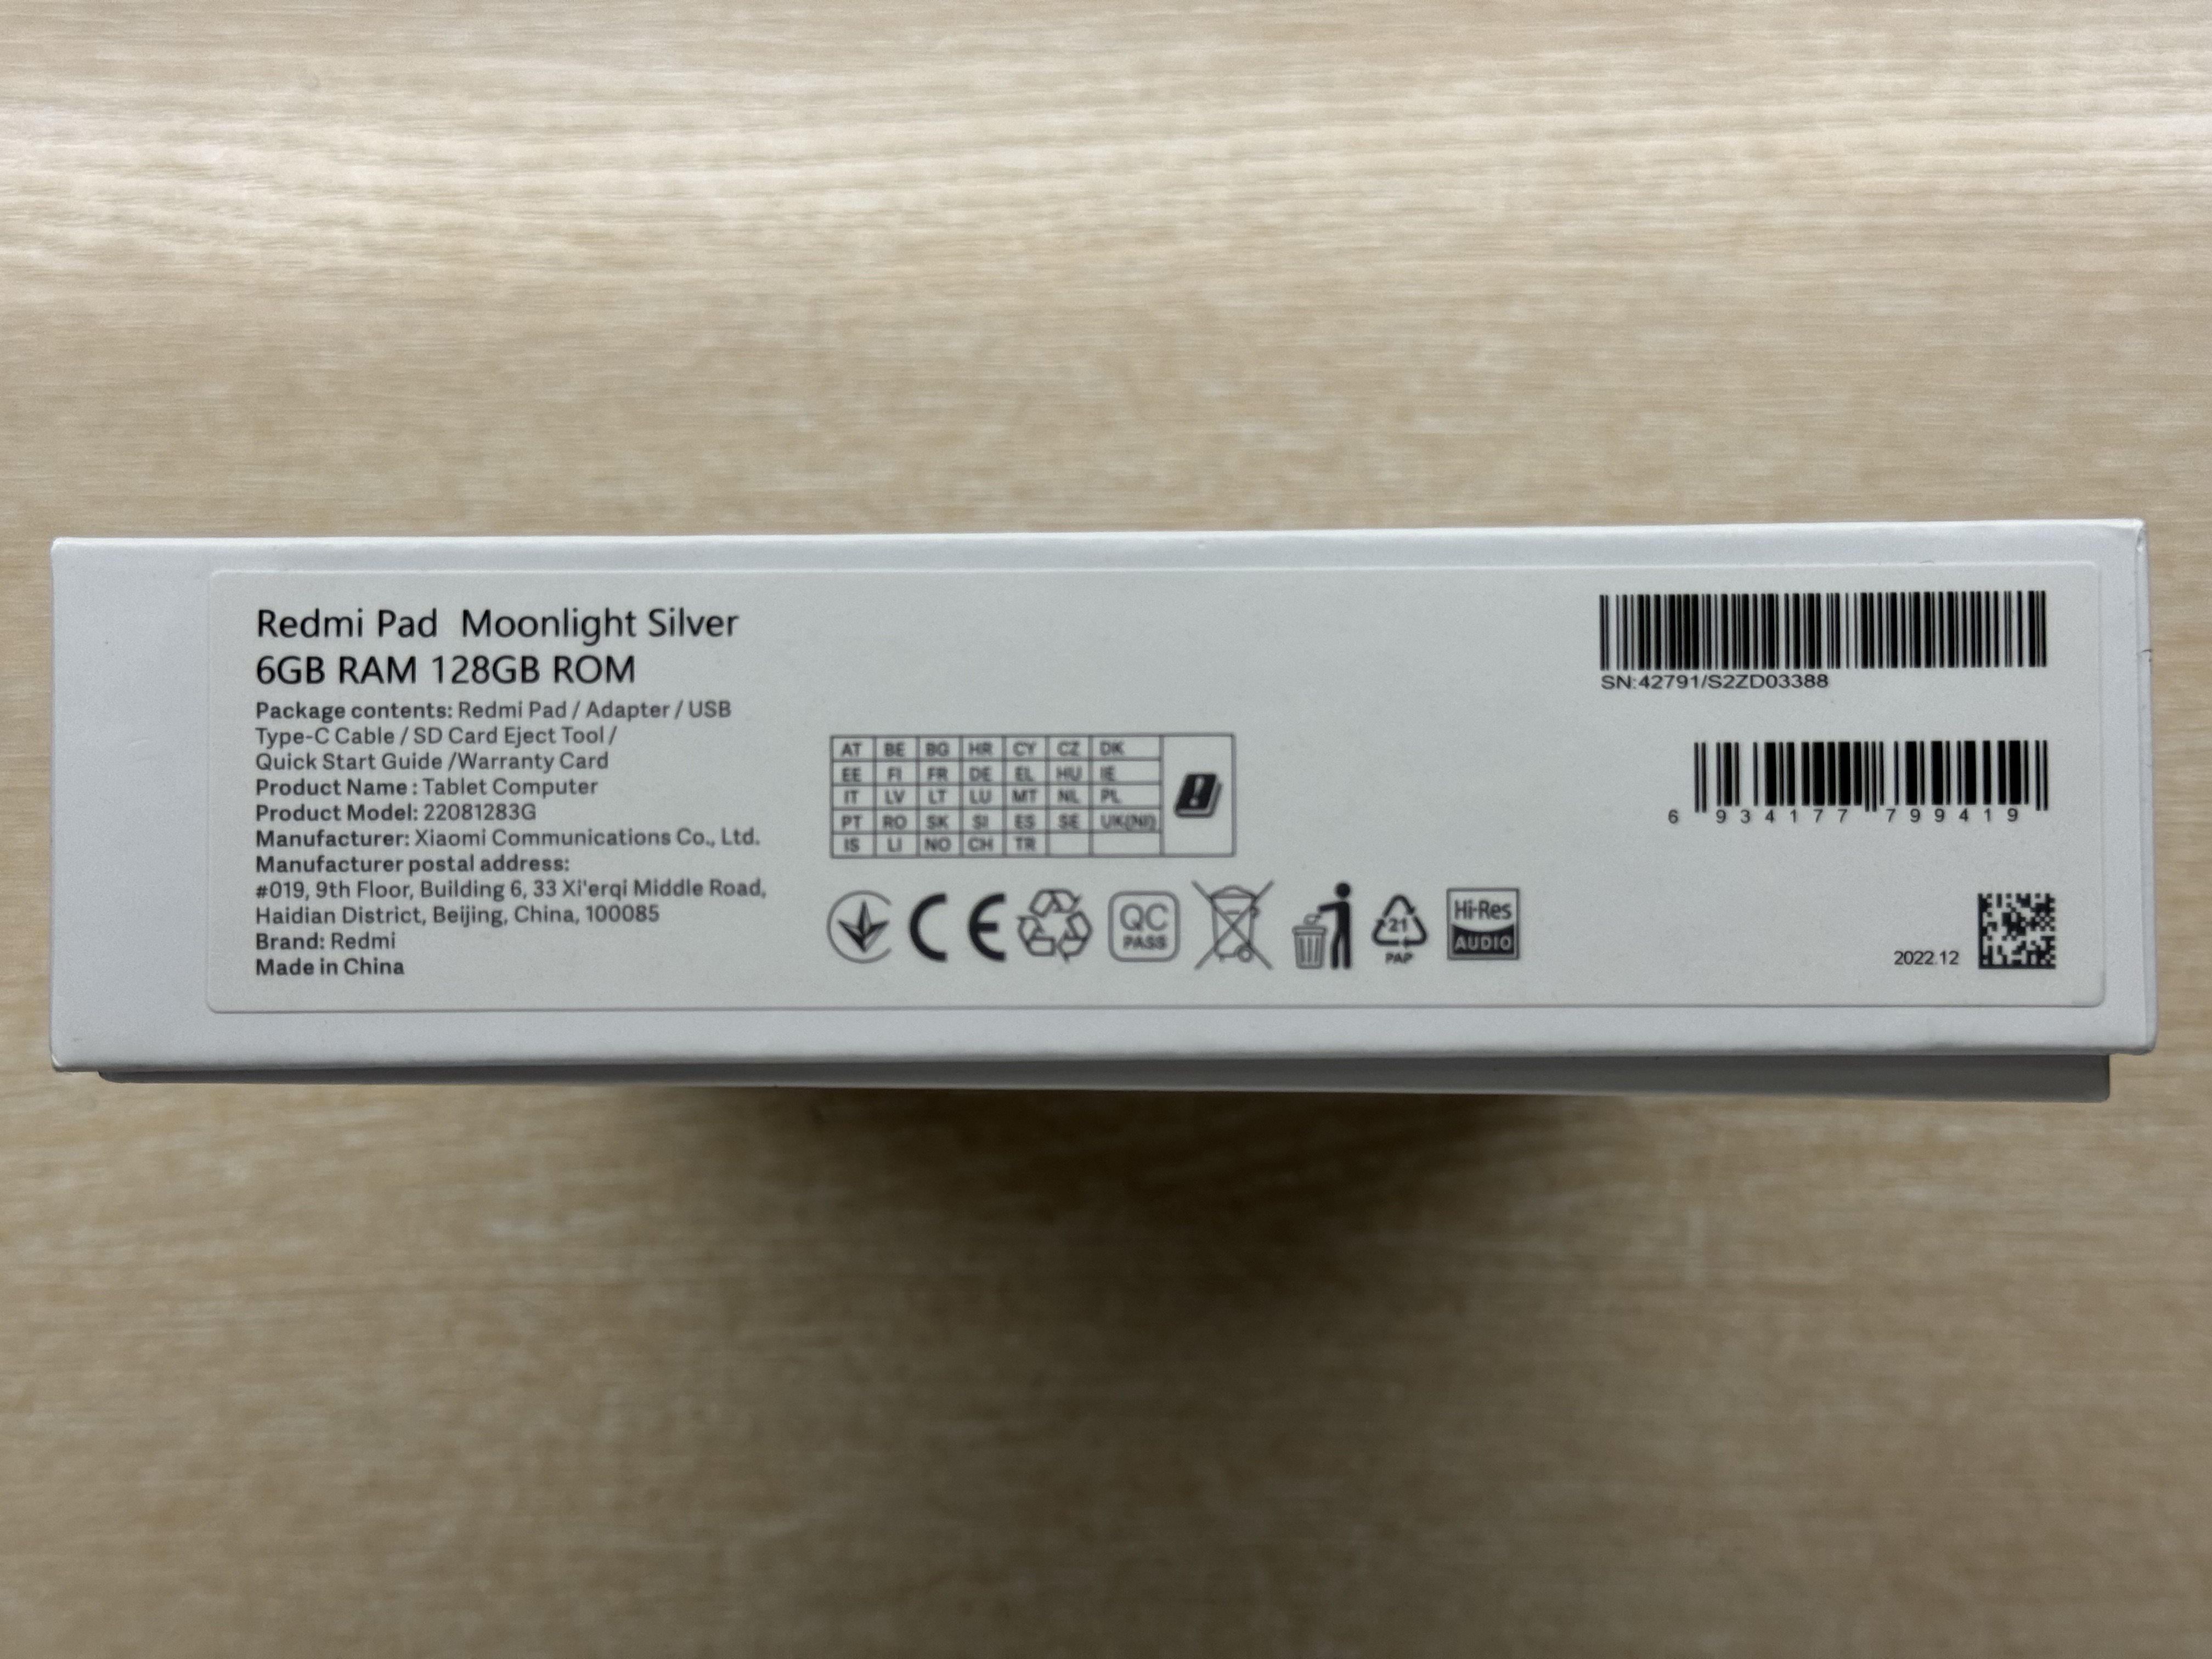 Redmi Pad Moonlight Silver
6GB RAM 128GB ROM
Package contents: Redmi Pad / Adapter / USB
Type-C Cable / SD Card Eject Tool /
Quick Start Guide /Warranty Card
Product Name : Tablet Computer
Product Model: 22081283G
Manufacturer: Xiaomi Communications Co., Ltd.
Manufacturer postal address:
#019, 9th Floor, Building 6, 33 Xi'erqi Middle Road,
Haidian District, Beijing, China, 100085
Brand: Redmi
Made in China
AT BE BG HR CY CZ DK
EE FI FR DE EL HU IE
IT LV LT LU MT NL PL
PT RO SK SI ES SE UK(NI)
IS LI NO CH TR
CE
QC
PASS
21
PAP
Hi-Res
AUDIO
SN:42791/S2ZD03388
6 934177 799419
2022.12